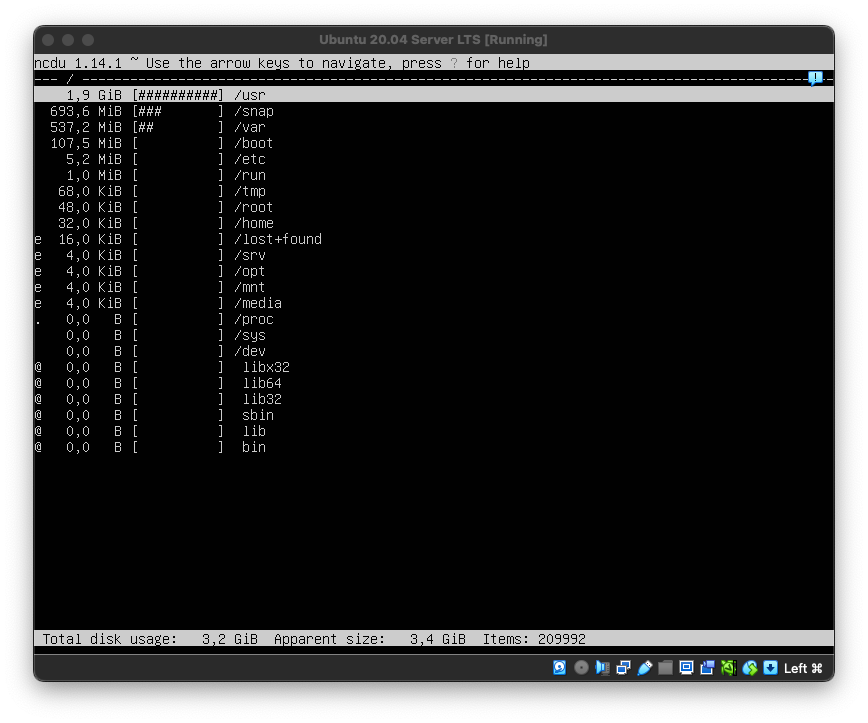 Ubuntu 20.04 Server LTS [Running]
ncdu 1.14.1 ~ Use the arrow keys to navigate, press ? for help
--- / ----------------------------------------------------------------------------------------------
    1,9 GiB [##########] /usr
  693,6 MiB [###       ] /snap
  537,2 MiB [##        ] /var
  107,5 MiB [          ] /boot
    5,2 MiB [          ] /etc
    1,0 MiB [          ] /run
   68,0 KiB [          ] /tmp
   48,0 KiB [          ] /root
   32,0 KiB [          ] /home
e  16,0 KiB [          ] /lost+found
e   4,0 KiB [          ] /srv
e   4,0 KiB [          ] /opt
e   4,0 KiB [          ] /mnt
e   4,0 KiB [          ] /media
.   0,0   B [          ] /proc
    0,0   B [          ] /sys
    0,0   B [          ] /dev
@   0,0   B [          ]  libx32
@   0,0   B [          ]  lib64
@   0,0   B [          ]  lib32
@   0,0   B [          ]  sbin
@   0,0   B [          ]  lib
@   0,0   B [          ]  bin
Total disk usage:   3,2 GiB  Apparent size:   3,4 GiB  Items: 209992
Left ⌘